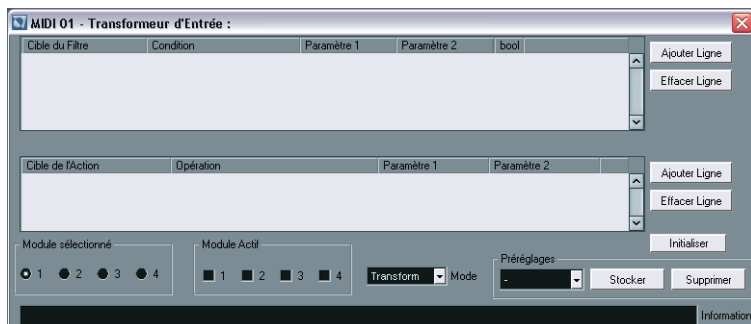 MIDI 01 - Transformeur d'Entrée :
Cible du Filtre Condition Paramètre 1 Paramètre 2 bool
Ajouter Ligne
Effacer Ligne
Cible de l'Action Opération Paramètre 1 Paramètre 2
Ajouter Ligne
Effacer Ligne
Initialiser
Module sélectionné Module Actif Préréglages
1 2 3 4 1 2 3 4 Transform Mode - Stocker Supprimer
Information